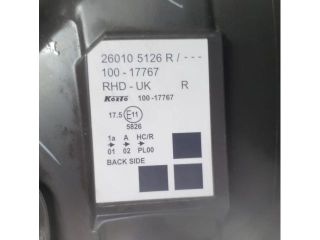 26010 5126 R / ---
100 - 17767
RHD - UK R
Koito 100-17767
17.5 E11
5826
1a A HC/R
→ → →
01 02 PL00
BACK SIDE